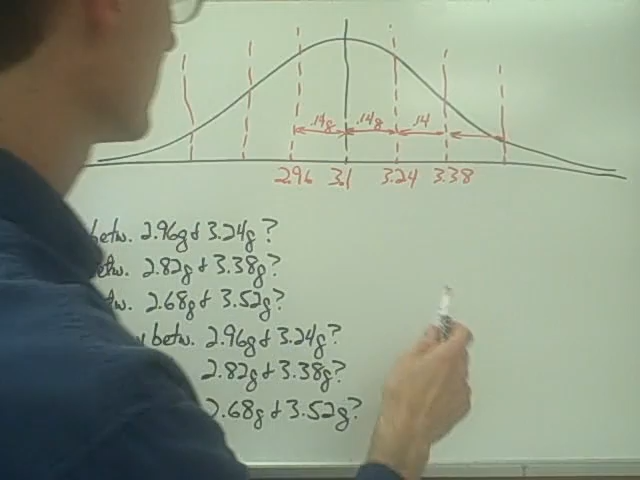 .14g .14g .14
2.96 3.1 3.24 3.38
betw. 2.96g & 3.24g?
betw. 2.82g & 3.38g?
2.68g & 3.52g?
betw. 2.96g & 3.24g?
2.82g & 3.38g?
2.68g & 3.52g?